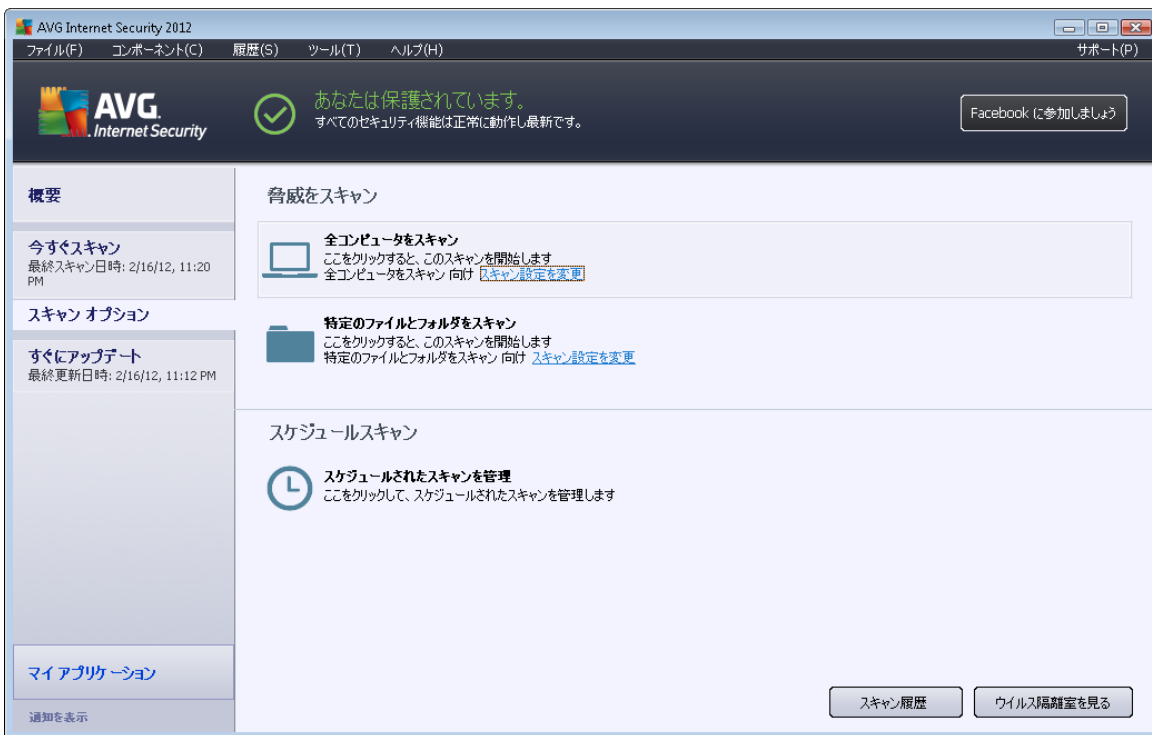 AVG Internet Security 2012
ファイル(F) コンポーネント(C) 履歴(S) ツール(T) ヘルプ(H) サポート(P)
AVG.
Internet Security
あなたは保護されています。
すべてのセキュリティ機能は正常に動作し最新です。
Facebook に参加しましょう
概要
今すぐスキャン
最終スキャン日時: 2/16/12, 11:20
PM
スキャン オプション
すぐにアップデート
最終更新日時: 2/16/12, 11:12 PM
マイ アプリケーション
通知を表示
脅威をスキャン
全コンピュータをスキャン
ここをクリックすると、このスキャンを開始します
全コンピュータをスキャン 向け スキャン設定を変更
特定のファイルとフォルダをスキャン
ここをクリックすると、このスキャンを開始します
特定のファイルとフォルダをスキャン 向け スキャン設定を変更
スケジュールスキャン
スケジュールされたスキャンを管理
ここをクリックして、スケジュールされたスキャンを管理します
スキャン履歴
ウイルス隔離室を見る